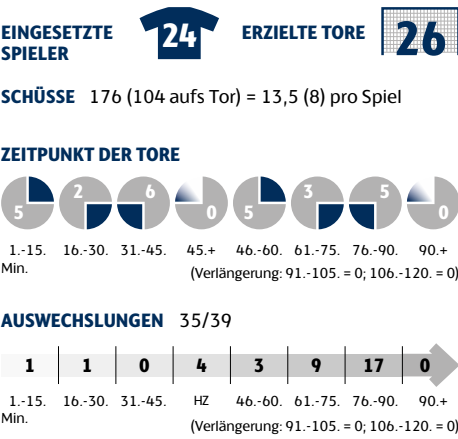 EINGESETZTE SPIELER 24 ERZIELTE TORE 26
SCHÜSSE 176 (104 aufs Tor) = 13,5 (8) pro Spiel
ZEITPUNKT DER TORE
5 2 6 0 5 3 5 0
1.-15. Min. 16.-30. 31.-45. 45.+ 46.-60. 61.-75. 76.-90. 90.+
(Verlängerung: 91.-105. = 0; 106.-120. = 0)
AUSWECHSLUNGEN 35/39
1 1 0 4 3 9 17 0
1.-15. Min. 16.-30. 31.-45. HZ 46.-60. 61.-75. 76.-90. 90.+
(Verlängerung: 91.-105. = 0; 106.-120. = 0)